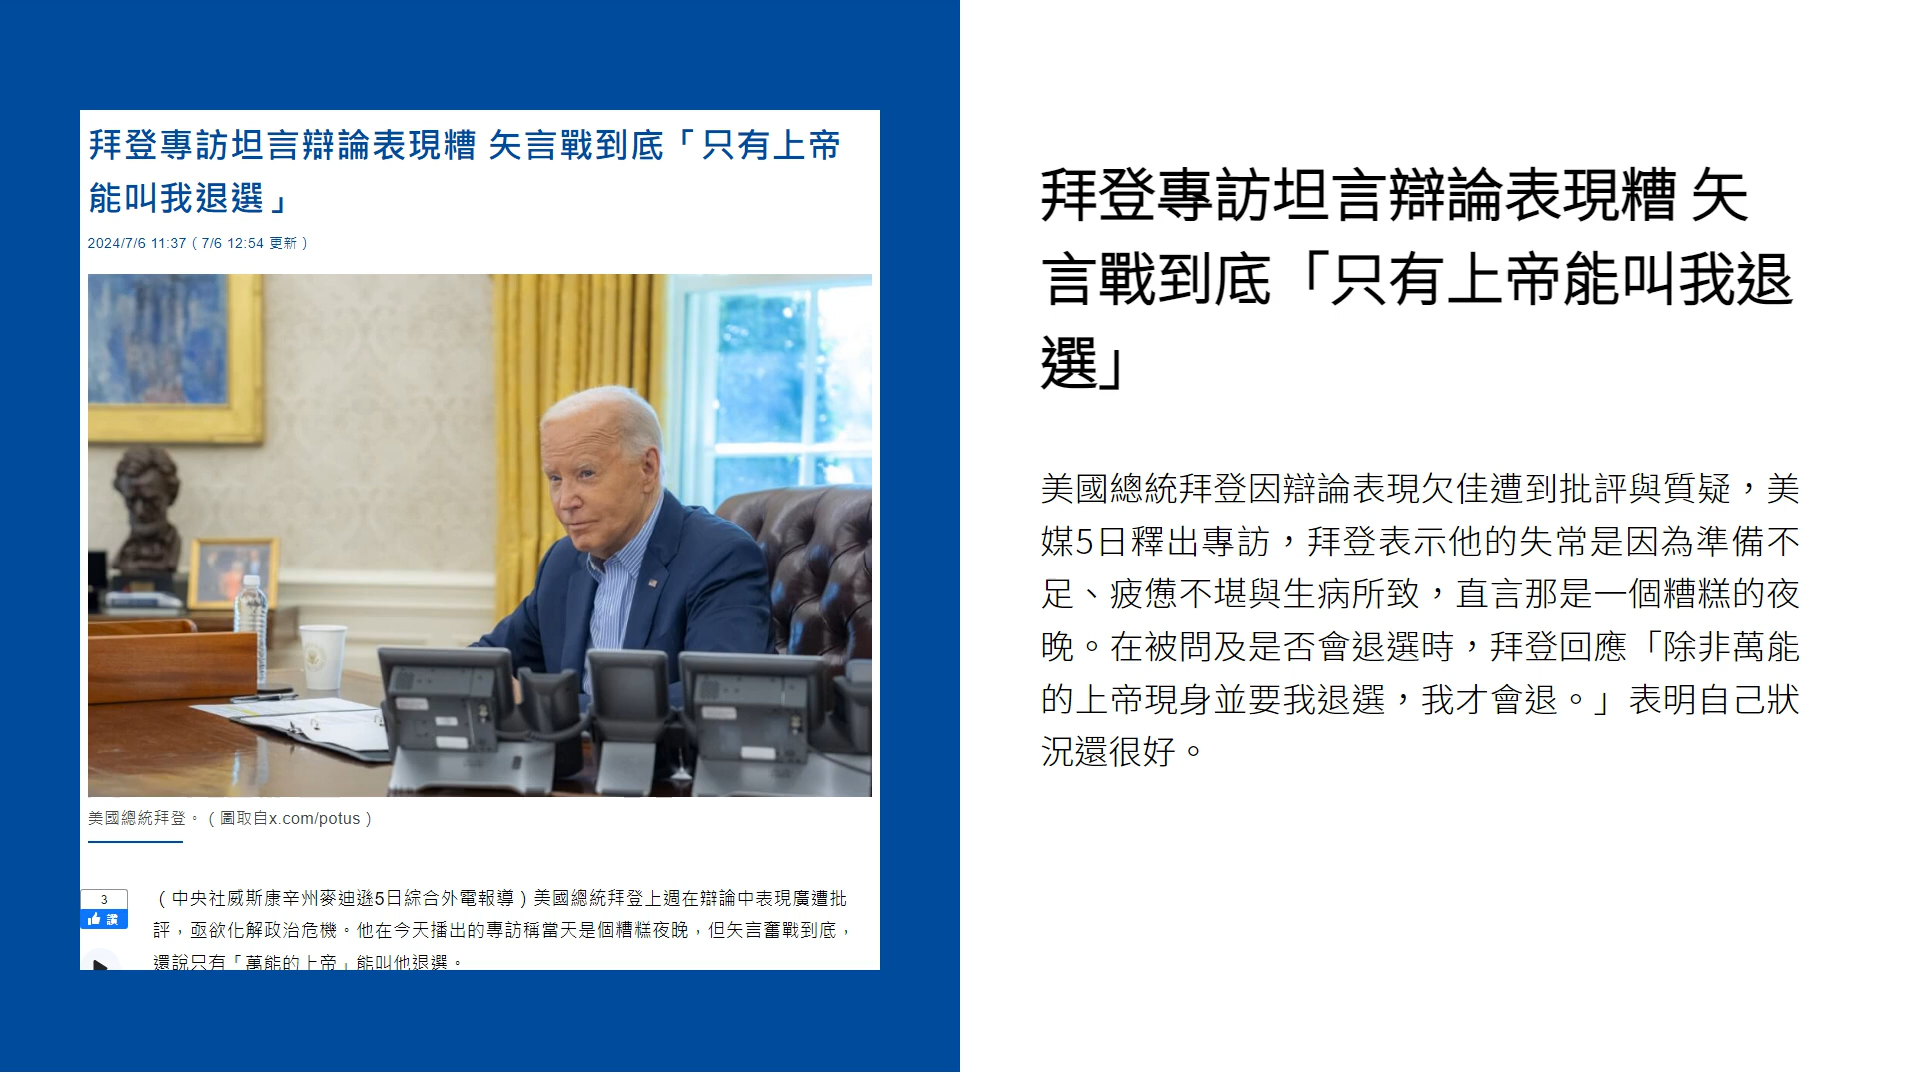 拜登專訪坦言辯論表現糟 矢言戰到底「只有上帝
能叫我退選」
2024/7/6 11:37（7/6 12:54 更新）
美國總統拜登。（圖取自x.com/potus）
3
讚
（中央社威斯康辛州麥迪遜5日綜合外電報導）美國總統拜登上週在辯論中表現廣遭批
評，亟欲化解政治危機。他在今天播出的專訪稱當天是個糟糕夜晚，但矢言奮戰到底，
還說只有「萬能的上帝」能叫他退選。
拜登專訪坦言辯論表現糟 矢
言戰到底「只有上帝能叫我退
選」
美國總統拜登因辯論表現欠佳遭到批評與質疑，美
媒5日釋出專訪，拜登表示他的失常是因為準備不
足、疲憊不堪與生病所致，直言那是一個糟糕的夜
晚。在被問及是否會退選時，拜登回應「除非萬能
的上帝現身並要我退選，我才會退。」表明自己狀
況還很好。